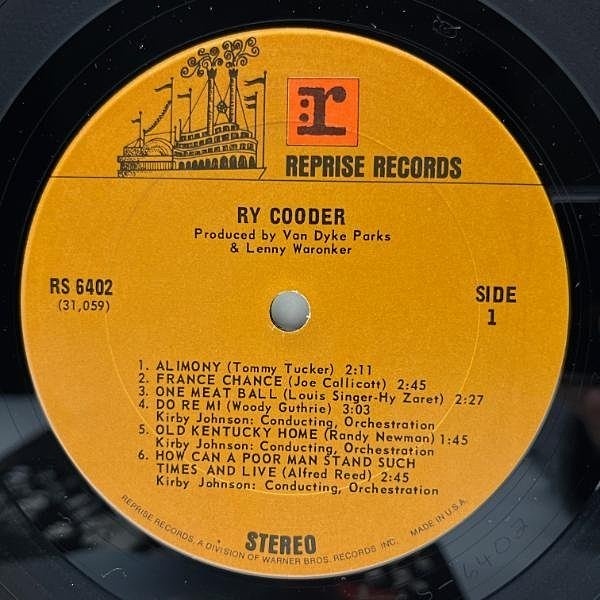 r
REPRISE RECORDS
RY COODER
Produced by Van Dyke Parks
& Lenny Waronker
RS 6402
(31,059)
SIDE
1
1. ALIMONY (Tommy Tucker) 2:11
2. FRANCE CHANCE (Joe Callicott) 2:45
3. ONE MEAT BALL (Louis Singer-Hy Zaret) 2:27
4. DO RE MI (Woody Guthrie) 3:03
Kirby Johnson: Conducting, Orchestration
5. OLD KENTUCKY HOME (Randy Newman) 1:45
Kirby Johnson: Conducting, Orchestration
6. HOW CAN A POOR MAN STAND SUCH
TIMES AND LIVE (Alfred Reed) 2:45
Kirby Johnson: Conducting, Orchestration
STEREO
REPRISE RECORDS, A DIVISION OF WARNER BROS. RECORDS INC. MADE IN U.S.A.